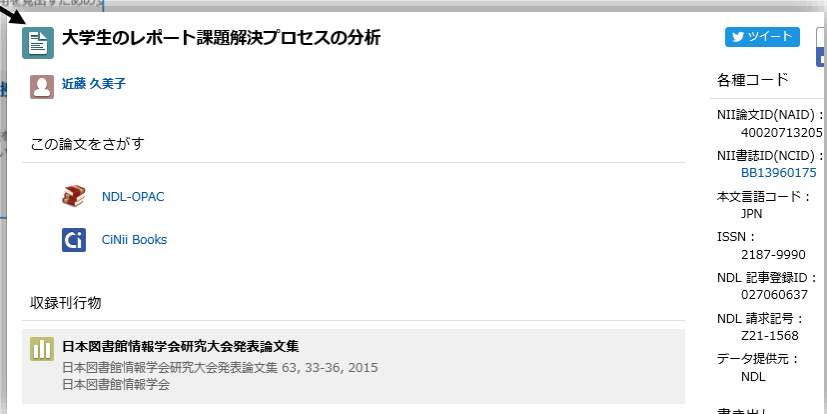 大学生のレポート課題解決プロセスの分析
近藤 久美子
この論文をさがす
NDL-OPAC
CiNii Books
収録刊行物
日本図書館情報学会研究大会発表論文集
日本図書館情報学会研究大会発表論文集 63, 33-36, 2015
日本図書館情報学会
ツイート
各種コード
NII論文ID(NAID) :
40020713205
NII書誌ID(NCID) :
BB13960175
本文言語コード :
JPN
ISSN :
2187-9990
NDL 記事登録ID :
027060637
NDL 請求記号 :
Z21-1568
データ提供元 :
NDL